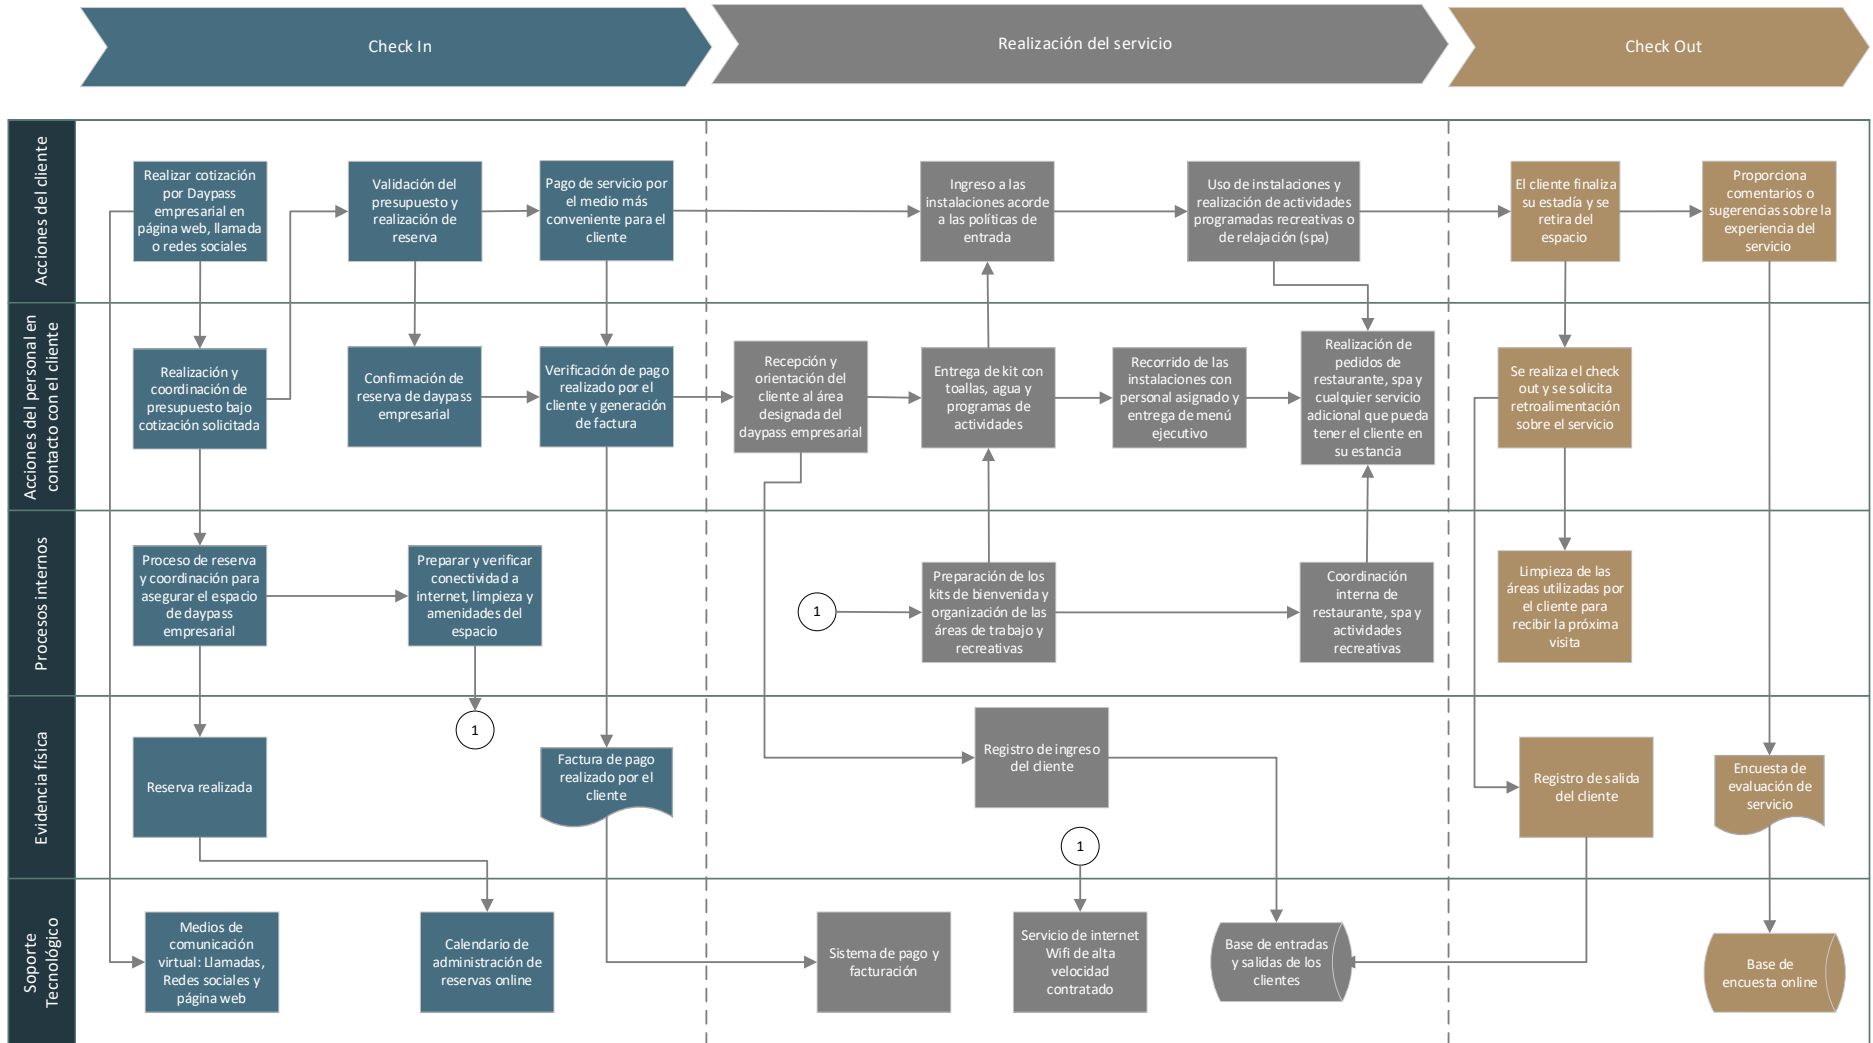 Check In
Realización del servicio
Check Out
Acciones del cliente
Realizar cotización
por Daypass
empresarial en
página web, llamada
o redes sociales
Validación del
presupuesto y
realización de
reserva
Pago de servicio por
el medio más
conveniente para el
cliente
Ingreso a las
instalaciones acorde
a las políticas de
entrada
Uso de instalaciones y
realización de actividades
programadas recreativas o
de relajación (spa)
El cliente finaliza
su estadía y se
retira del
espacio
Proporciona
comentarios o
sugerencias sobre la
experiencia del
servicio
Acciones del personal en
contacto con el cliente
Realización y
coordinación de
presupuesto bajo
cotización solicitada
Confirmación de
reserva de daypass
empresarial
Verificación de pago
realizado por el
cliente y generación
de factura
Recepción y
orientación del
cliente al área
designada del
daypass empresarial
Entrega de kit con
toallas, agua y
programas de
actividades
Recorrido de las
instalaciones con
personal asignado y
entrega de menú
ejecutivo
Realización de
pedidos de
restaurante, spa y
cualquier servicio
adicional que pueda
tener el cliente en
su estancia
Se realiza el check
out y se solicita
retroalimentación
sobre el servicio
Procesos internos
Proceso de reserva
y coordinación para
asegurar el espacio
de daypass
empresarial
Preparar y verificar
conectividad a
internet, limpieza y
amenidades del
espacio
1
Preparación de los
kits de bienvenida y
organización de las
áreas de trabajo y
recreativas
Coordinación
interna de
restaurante, spa y
actividades
recreativas
Limpieza de las
áreas utilizadas por
el cliente para
recibir la próxima
visita
Evidencia física
Reserva realizada
1
Factura de pago
realizado por el
cliente
Registro de ingreso
del cliente
1
Registro de salida
del cliente
Encuesta de
evaluación de
servicio
Soporte
Tecnológico
Medios de
comunicación
virtual: Llamadas,
Redes sociales y
página web
Calendario de
administración de
reservas online
Sistema de pago y
facturación
Servicio de internet
Wifi de alta
velocidad
contratado
Base de entradas
y salidas de los
clientes
Base de
encuesta online